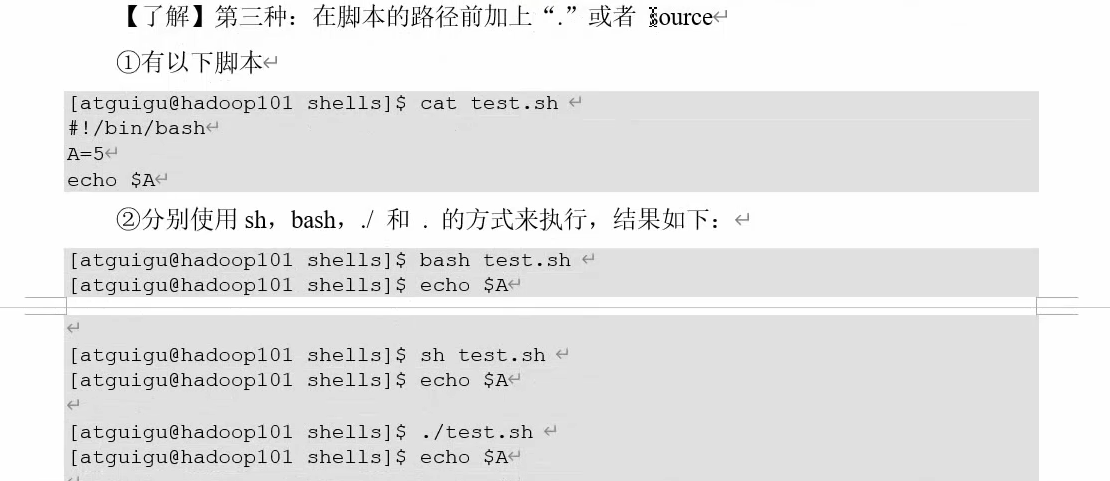 【了解】第三种：在脚本的路径前加上“.”或者 source
①有以下脚本
[atguigu@hadoop101 shells]$ cat test.sh
#!/bin/bash
A=5
echo $A
②分别使用 sh，bash，./ 和 . 的方式来执行，结果如下：
[atguigu@hadoop101 shells]$ bash test.sh
[atguigu@hadoop101 shells]$ echo $A
[atguigu@hadoop101 shells]$ sh test.sh
[atguigu@hadoop101 shells]$ echo $A
[atguigu@hadoop101 shells]$ ./test.sh
[atguigu@hadoop101 shells]$ echo $A